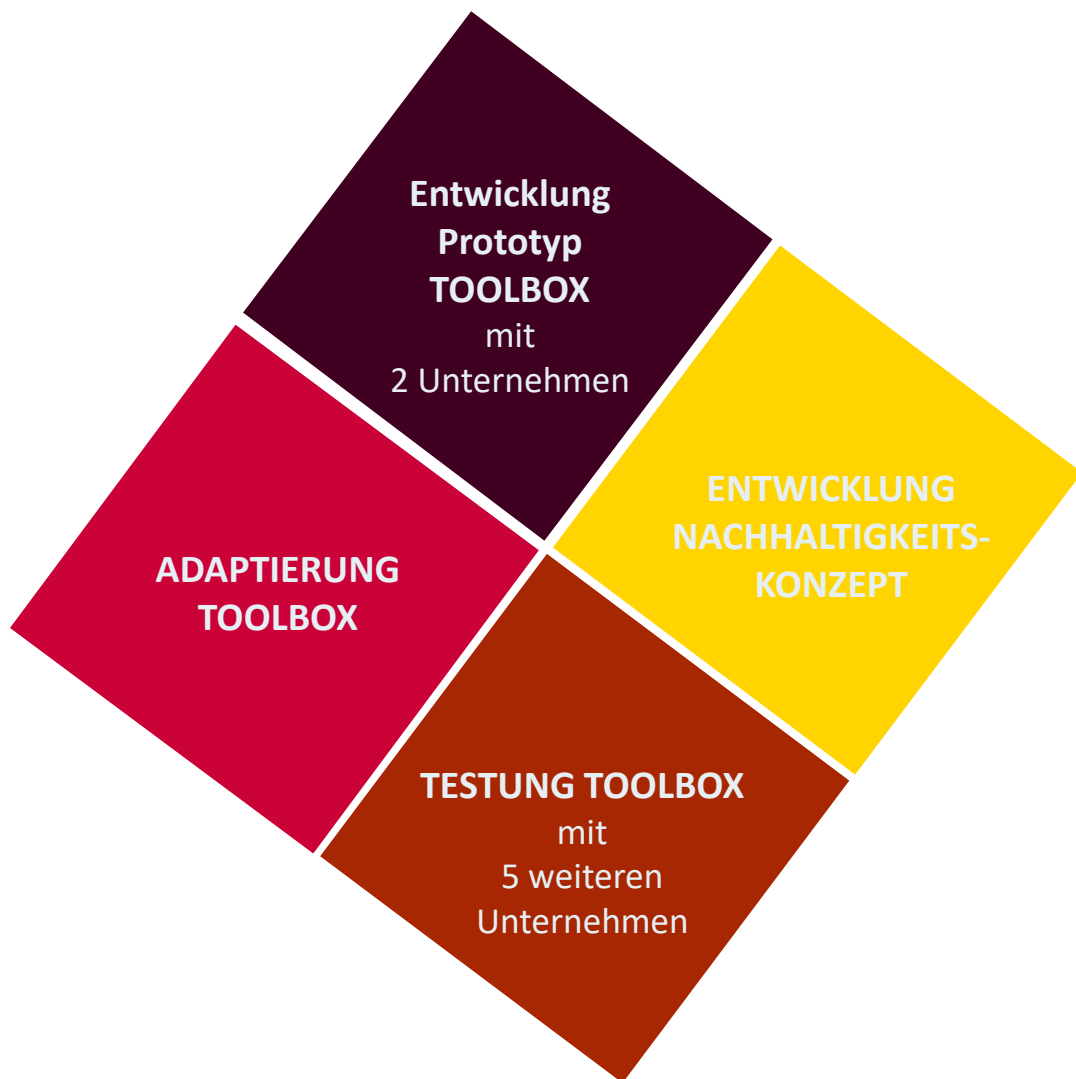 Entwicklung
Prototyp
TOOLBOX
mit
2 Unternehmen
ENTWICKLUNG
NACHHALTIGKEITS-
KONZEPT
ADAPTIERUNG
TOOLBOX
TESTUNG TOOLBOX
mit
5 weiteren
Unternehmen